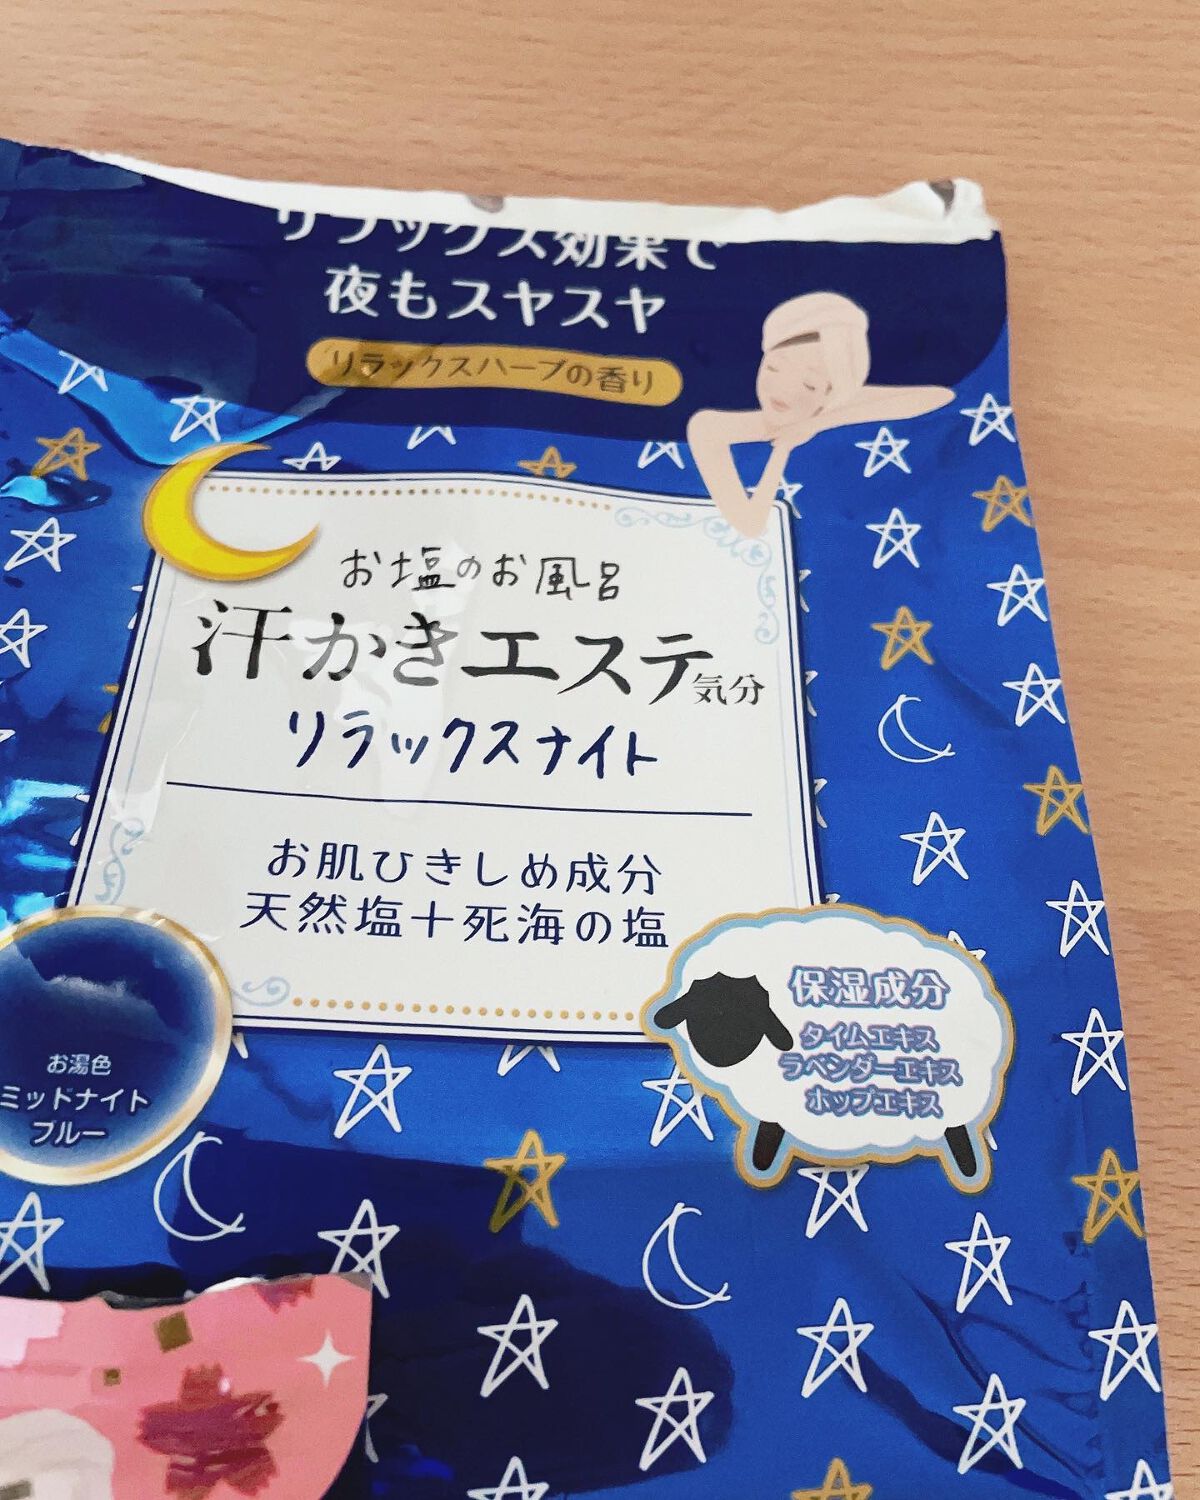 リラックス効果で
夜もスヤスヤ
リラックスハーブの香り
お塩のお風呂
汗かきエステ気分
リラックスナイト
お肌ひきしめ成分
天然塩+死海の塩
保湿成分
タイムエキス
ラベンダーエキス
ホップエキス
お湯色
ミッドナイト
ブルー